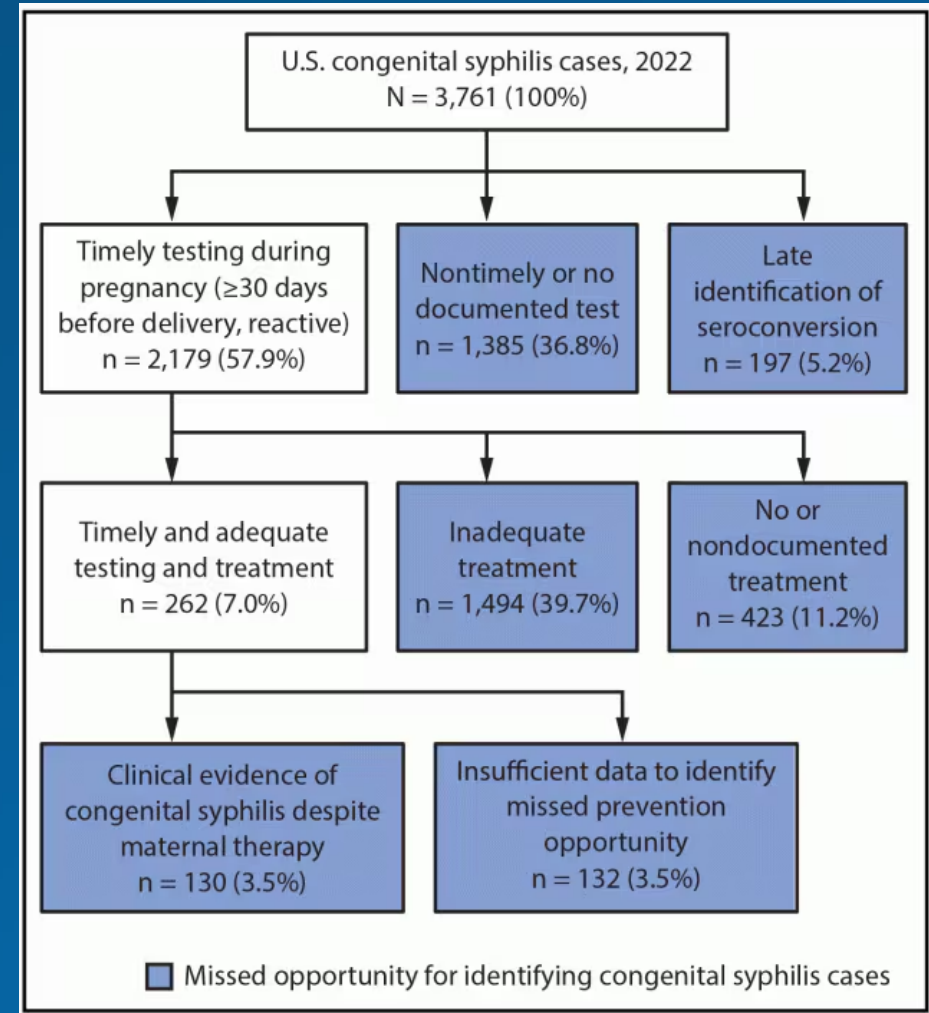 U.S. congenital syphilis cases, 2022
N = 3,761 (100%)
Timely testing during
pregnancy (≥30 days
before delivery, reactive)
n = 2,179 (57.9%)
Nontimely or no
documented test
n = 1,385 (36.8%)
Late
identification of
seroconversion
n = 197 (5.2%)
Timely and adequate
testing and treatment
n = 262 (7.0%)
Inadequate
treatment
n = 1,494 (39.7%)
No or
nondocumented
treatment
n = 423 (11.2%)
Clinical evidence of
congenital syphilis despite
maternal therapy
n = 130 (3.5%)
Insufficient data to identify
missed prevention
opportunity
n = 132 (3.5%)
Missed opportunity for identifying congenital syphilis cases